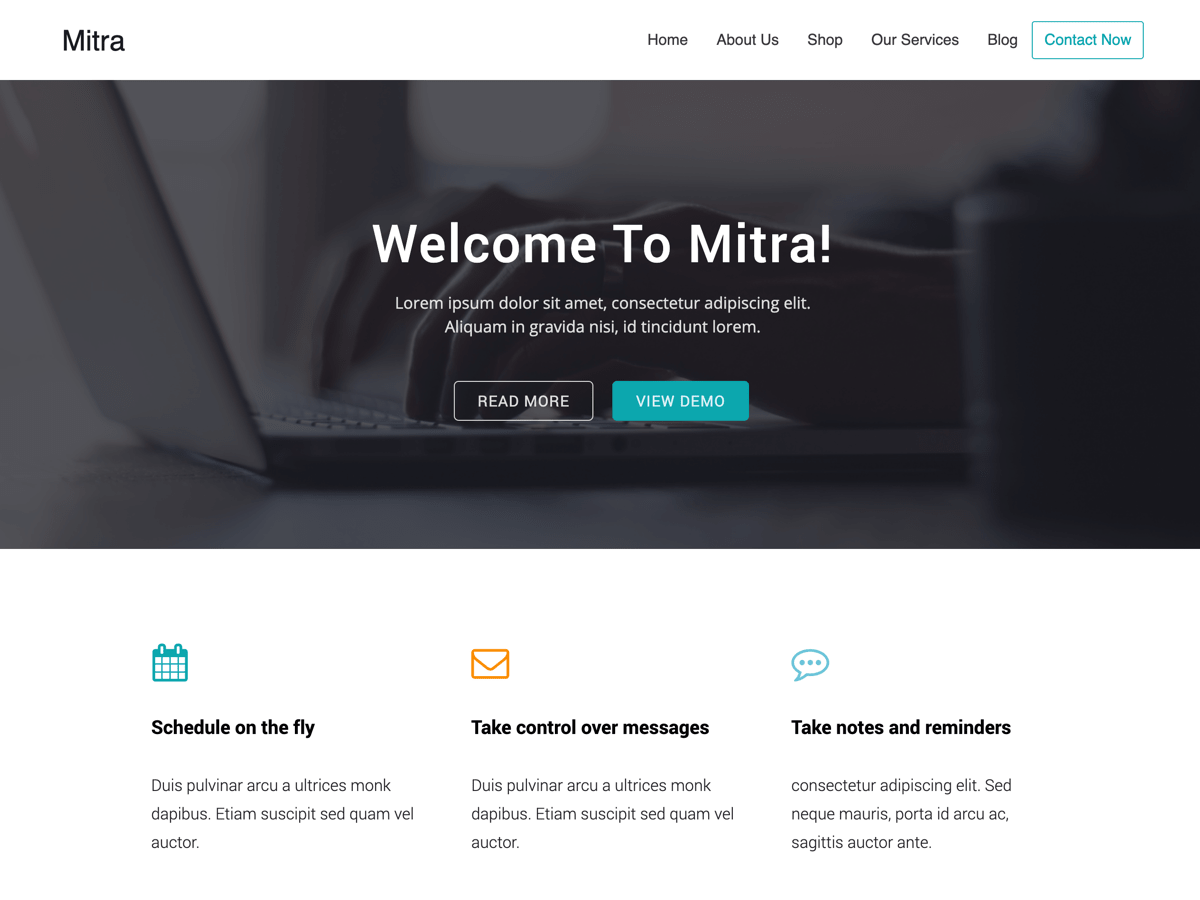 Mitra
Home About Us Shop Our Services Blog Contact Now
Welcome To Mitra!
Lorem ipsum dolor sit amet, consectetur adipiscing elit.
Aliquam in gravida nisi, id tincidunt lorem.
READ MORE VIEW DEMO
Schedule on the fly
Duis pulvinar arcu a ultrices monk
dapibus. Etiam suscipit sed quam vel
auctor.
Take control over messages
Duis pulvinar arcu a ultrices monk
dapibus. Etiam suscipit sed quam vel
auctor.
Take notes and reminders
consectetur adipiscing elit. Sed
neque mauris, porta id arcu ac,
sagittis auctor ante.